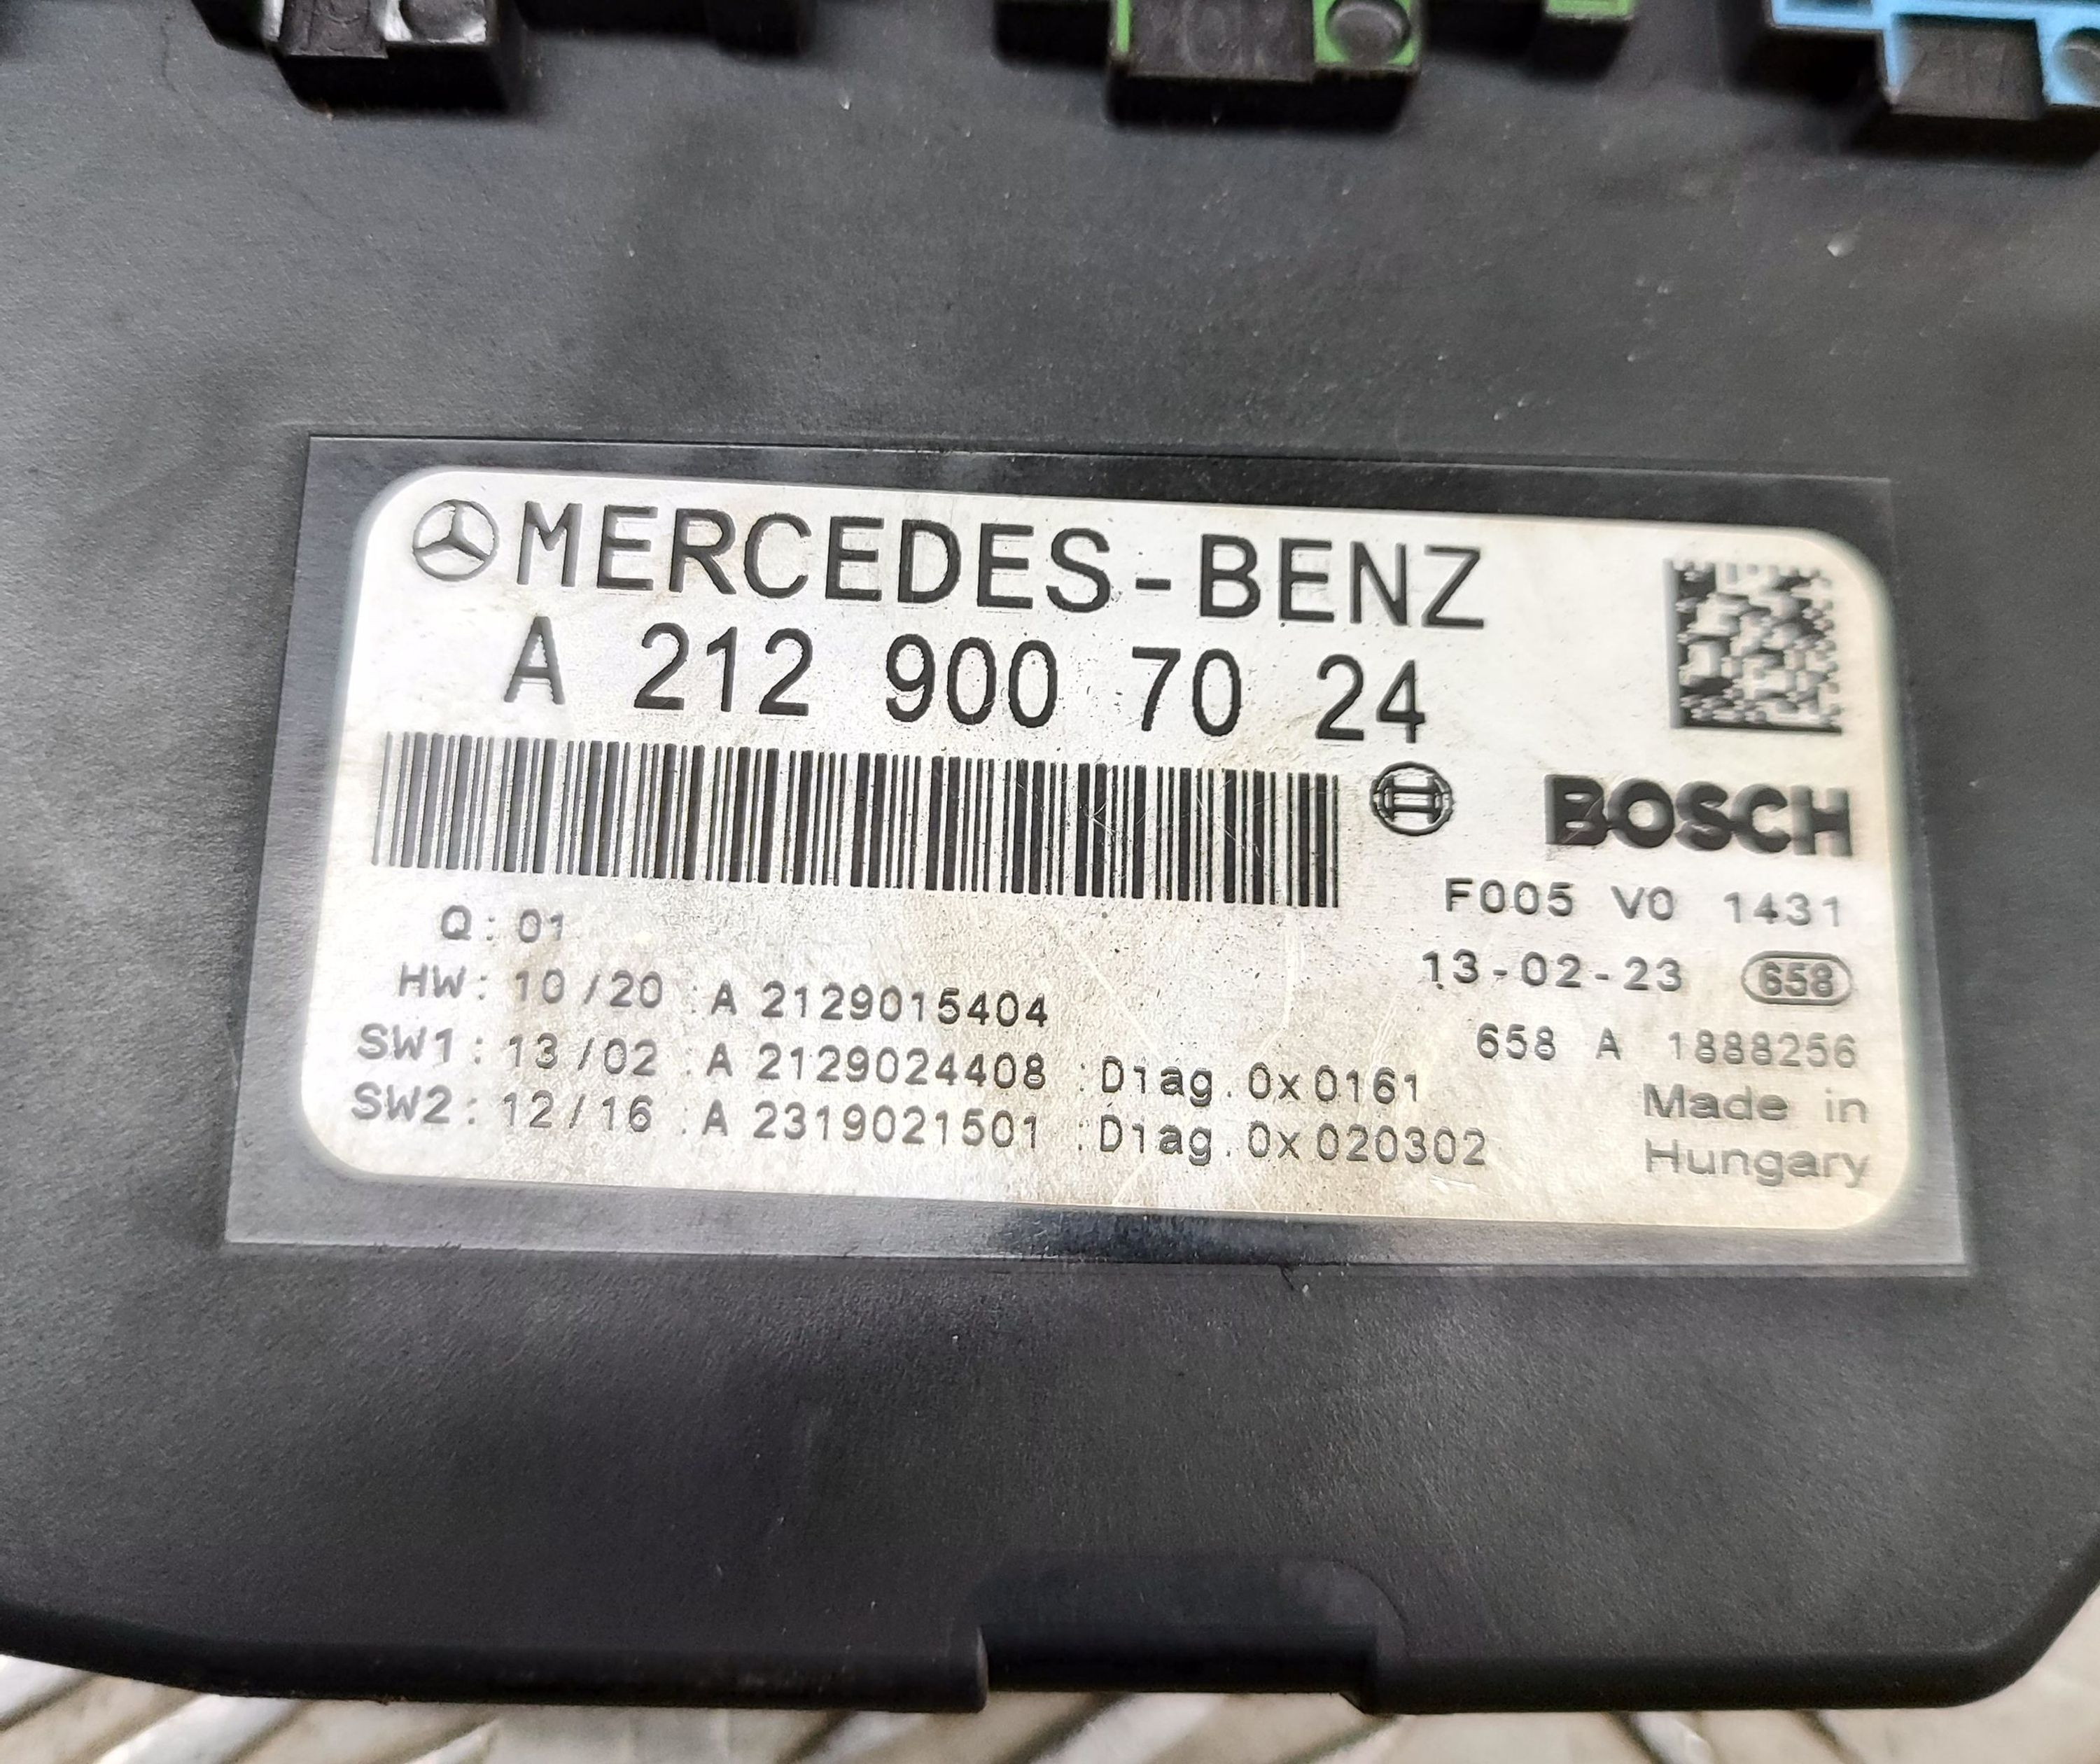 MERCEDES-BENZ
A 212 900 70 24
BOSCH
F005 V0 1431
Q: 01
13-02-23 658
HW: 10/20 :A 2129015404
658 A 1888256
SW1: 13/02 :A 2129024408 :Diag.0x0161
Made in
SW2: 12/16 :A 2319021501 :Diag.0x020302
Hungary